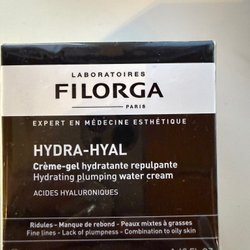 LABORATOIRES
FILORGA
PARIS
EXPERT EN MÉDECINE ESTHÉTIQUE
HYDRA-HYAL
Crème-gel hydratante repulpante
Hydrating plumping water cream
ACIDES HYALURONIQUES
Ridules - Manque de rebond - Peaux mixtes à grasses
Fine lines - Lack of plumpness - Combination to oily skin